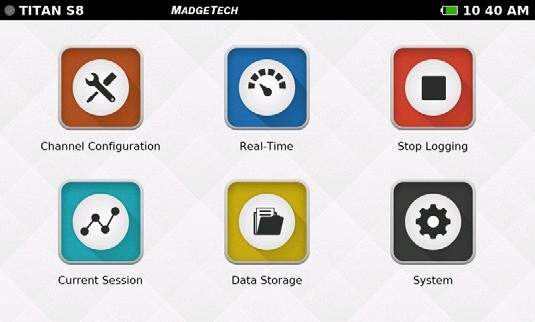 TITAN S8 MADGETECH 10 40 AM
Channel Configuration Real-Time Stop Logging
Current Session Data Storage System